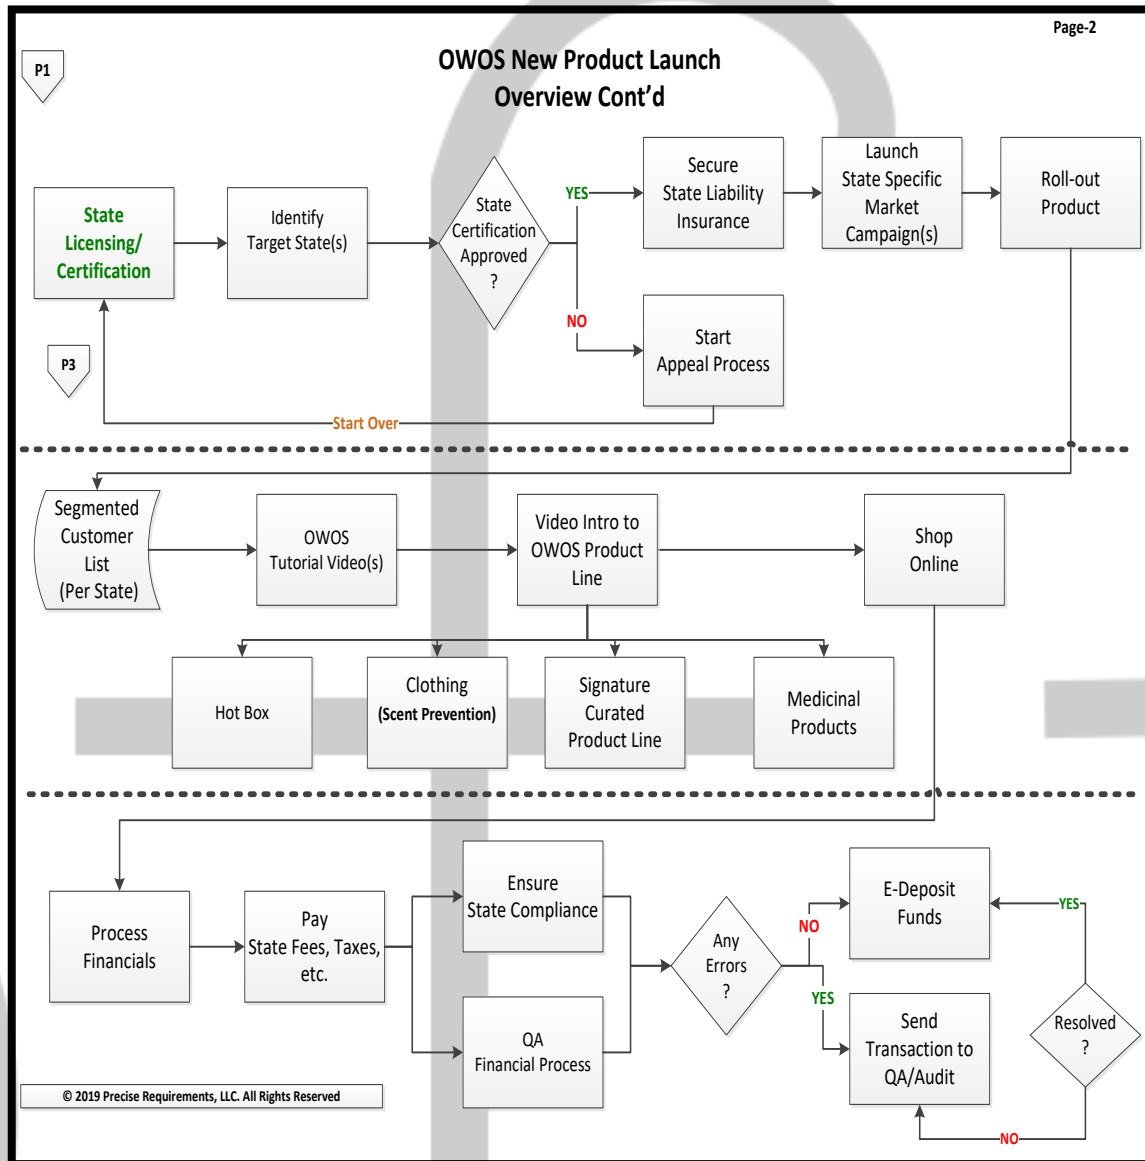 Page-2
P1
OWOS New Product Launch
Overview Cont'd
State
Licensing/
Certification
Identify
Target State(s)
State
Certification
Approved
?
YES
NO
Secure
State Liability
Insurance
Launch
State Specific
Market
Campaign(s)
Roll-out
Product
Start
Appeal Process
P3
Start Over
Segmented
Customer
List
(Per State)
OWOS
Tutorial Video(s)
Video Intro to
OWOS Product
Line
Shop
Online
Hot Box
Clothing
(Scent Prevention)
Signature
Curated
Product Line
Medicinal
Products
Process
Financials
Pay
State Fees, Taxes,
etc.
Ensure
State Compliance
QA
Financial Process
Any
Errors
?
NO
YES
E-Deposit
Funds
Send
Transaction to
QA/Audit
YES
Resolved
?
NO
© 2019 Precise Requirements, LLC. All Rights Reserved